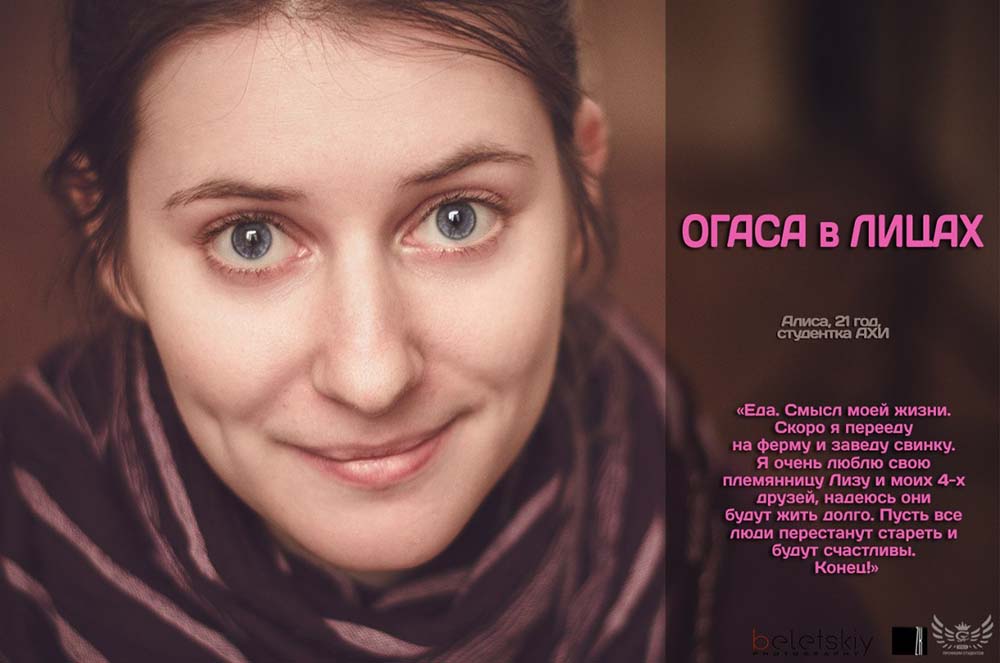 ОГАСА в ЛИЦАХ
Алиса, 21 год,
студентка АХИ
«Еда. Смысл моей жизни.
Скоро я перееду
на ферму и заведу свинку.
Я очень люблю свою
племянницу Лизу и моих 4-х
друзей, надеюсь они
будут жить долго. Пусть все
люди перестанут стареть и
будут счастливы.
Конец!»
beletskiy
PHOTOGRAPHY